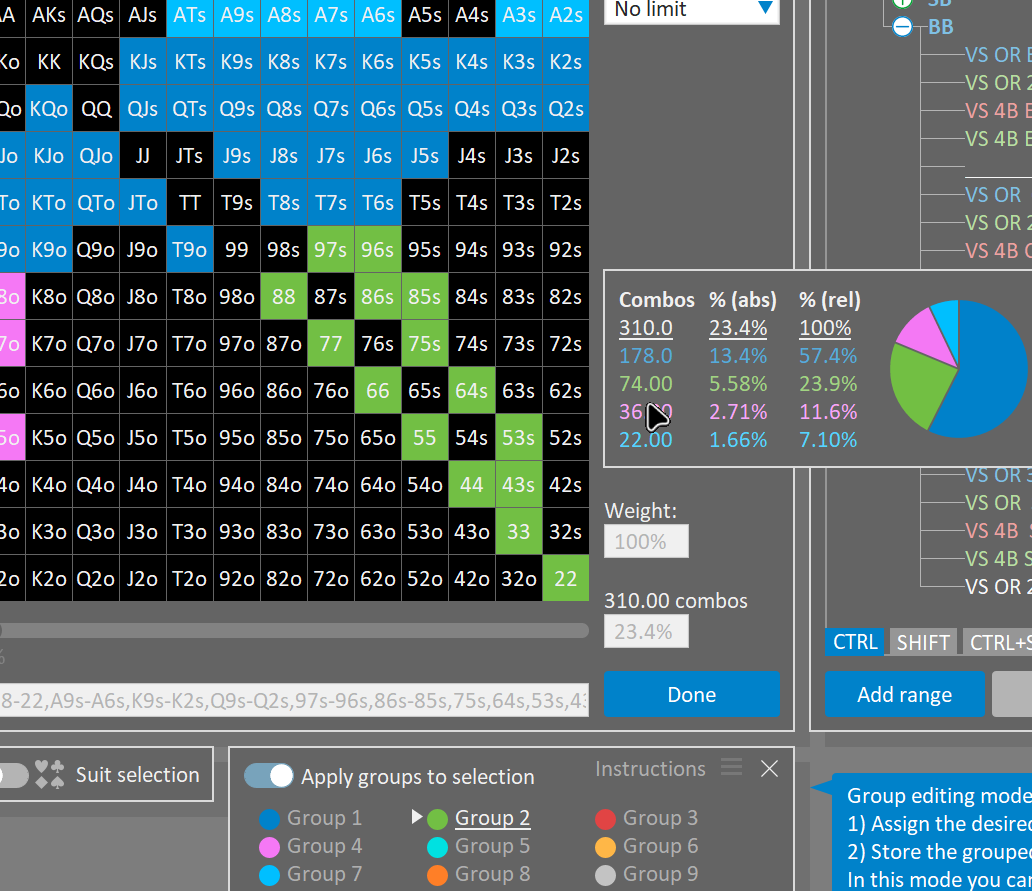 AA AKs AQs AJs ATs A9s A8s A7s A6s A5s A4s A3s A2s
Ko KK KQs KJs KTs K9s K8s K7s K6s K5s K4s K3s K2s
Qo KQo QQ QJs QTs Q9s Q8s Q7s Q6s Q5s Q4s Q3s Q2s
Jo KJo QJo JJ JTs J9s J8s J7s J6s J5s J4s J3s J2s
To KTo QTo JTo TT T9s T8s T7s T6s T5s T4s T3s T2s
9o K9o Q9o J9o T9o 99 98s 97s 96s 95s 94s 93s 92s
8o K8o Q8o J8o T8o 98o 88 87s 86s 85s 84s 83s 82s
7o K7o Q7o J7o T7o 97o 87o 77 76s 75s 74s 73s 72s
6o K6o Q6o J6o T6o 96o 86o 76o 66 65s 64s 63s 62s
5o K5o Q5o J5o T5o 95o 85o 75o 65o 55 54s 53s 52s
4o K4o Q4o J4o T4o 94o 84o 74o 64o 54o 44 43s 42s
3o K3o Q3o J3o T3o 93o 83o 73o 63o 53o 43o 33 32s
2o K2o Q2o J2o T2o 92o 82o 72o 62o 52o 42o 32o 22
%
8-22,A9s-A6s,K9s-K2s,Q9s-Q2s,97s-96s,86s-85s,75s,64s,53s,43
No limit
Combos % (abs) % (rel)
310.0 23.4% 100%
178.0 13.4% 57.4%
74.00 5.58% 23.9%
2.71% 11.6%
22.00 1.66% 7.10%
Weight:
100%
310.00 combos
23.4%
Done
SB
BB
VS OR
VS OR 2
VS 4B
VS 4B
VS OR
VS OR 2
VS 4B
VS OR 3
VS OR
VS 4B S
VS 4B S
VS OR 2
CTRL SHIFT CTRL+S
Add range
Suit selection
Apply groups to selection Instructions
Group 1 Group 2 Group 3
Group 4 Group 5 Group 6
Group 7 Group 8 Group 9
Group editing mode
1) Assign the desired
2) Store the grouped
In this mode you can